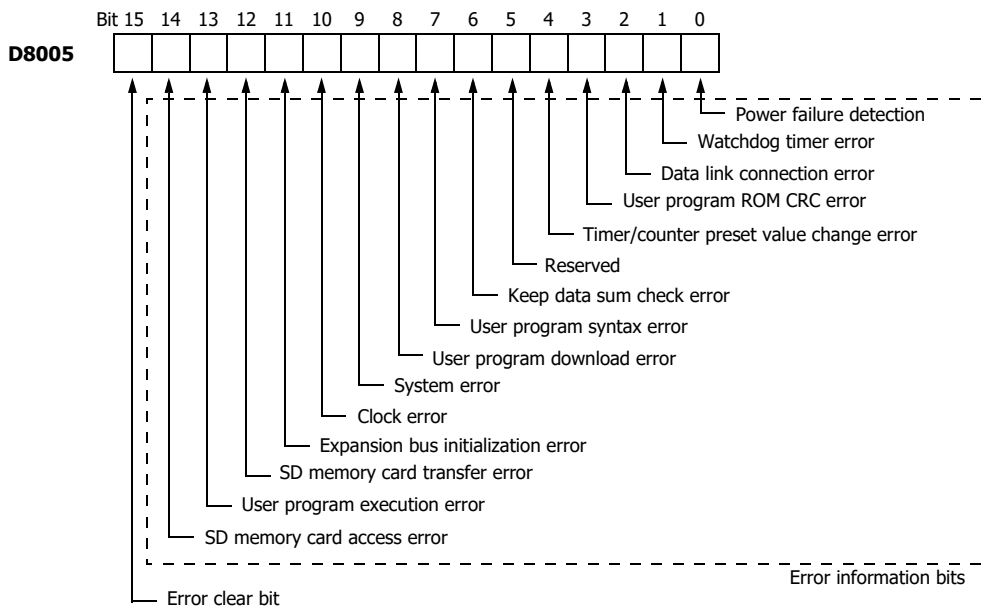 Bit 15 14 13 12 11 10 9 8 7 6 5 4 3 2 1 0
D8005
Power failure detection
Watchdog timer error
Data link connection error
User program ROM CRC error
Timer/counter preset value change error
Reserved
Keep data sum check error
User program syntax error
User program download error
System error
Clock error
Expansion bus initialization error
SD memory card transfer error
User program execution error
SD memory card access error
Error information bits
Error clear bit